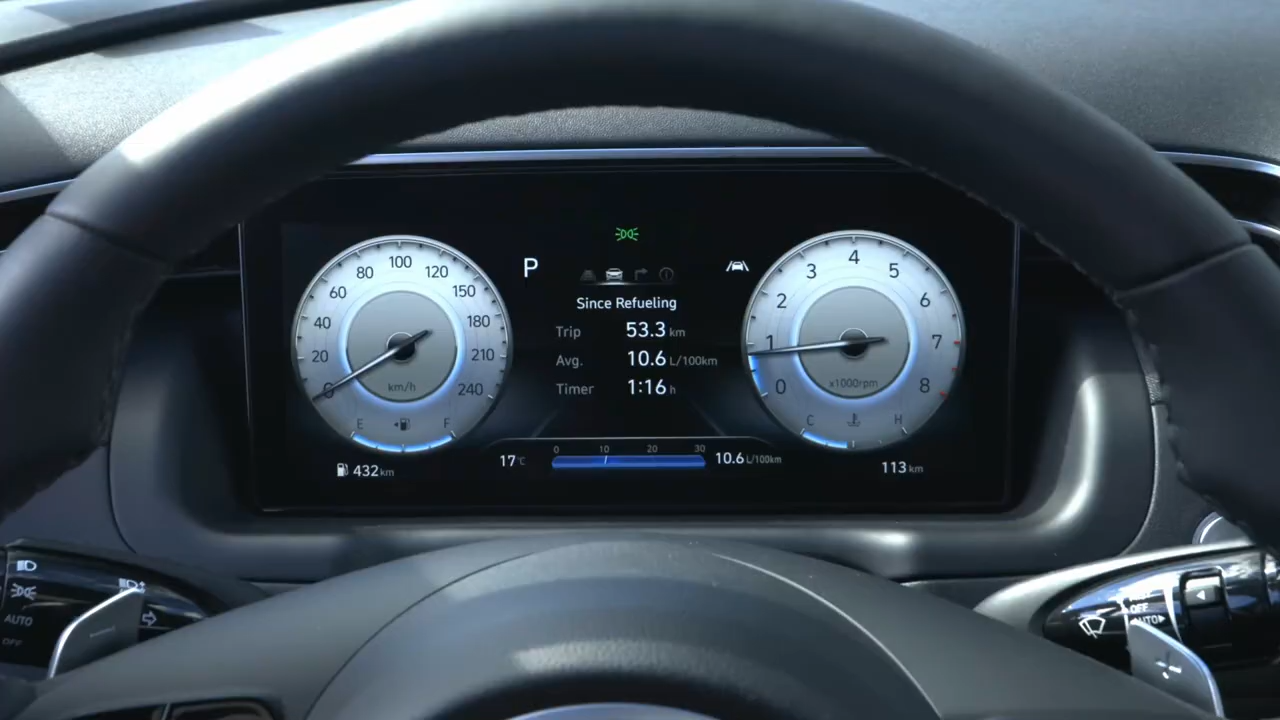 P
Since Refueling
Trip 53.3 km
Avg. 10.6 L/100km
Timer 1:16 h
0 20 40 60 80 100 120 150 180 210 240
km/h
E F
0 1 2 3 4 5 6 7 8
x1000rpm
C H
0 10 20 30
432 km
17°C
10.6 L/100km
113 km
AUTO
OFF
OFF
AUTO